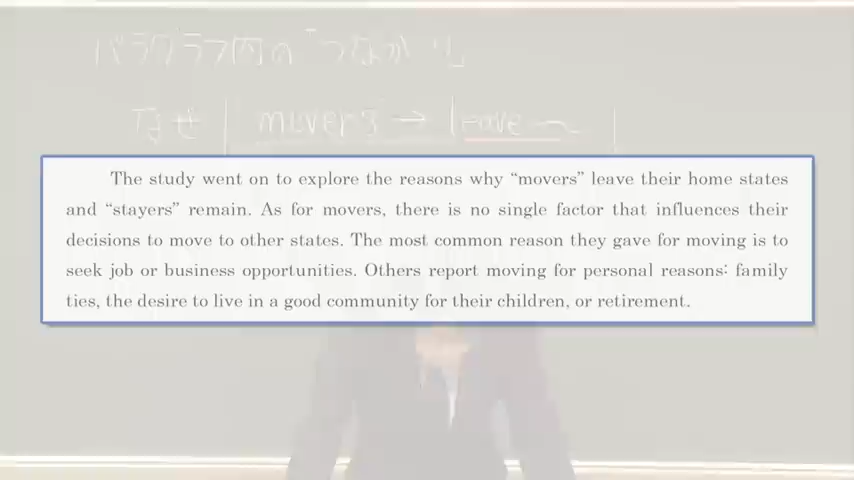 パラグラフ内の「つながり
なぜ movers → leave 〜
The study went on to explore the reasons why “movers” leave their home states
and “stayers” remain. As for movers, there is no single factor that influences their
decisions to move to other states. The most common reason they gave for moving is to
seek job or business opportunities. Others report moving for personal reasons: family
ties, the desire to live in a good community for their children, or retirement.